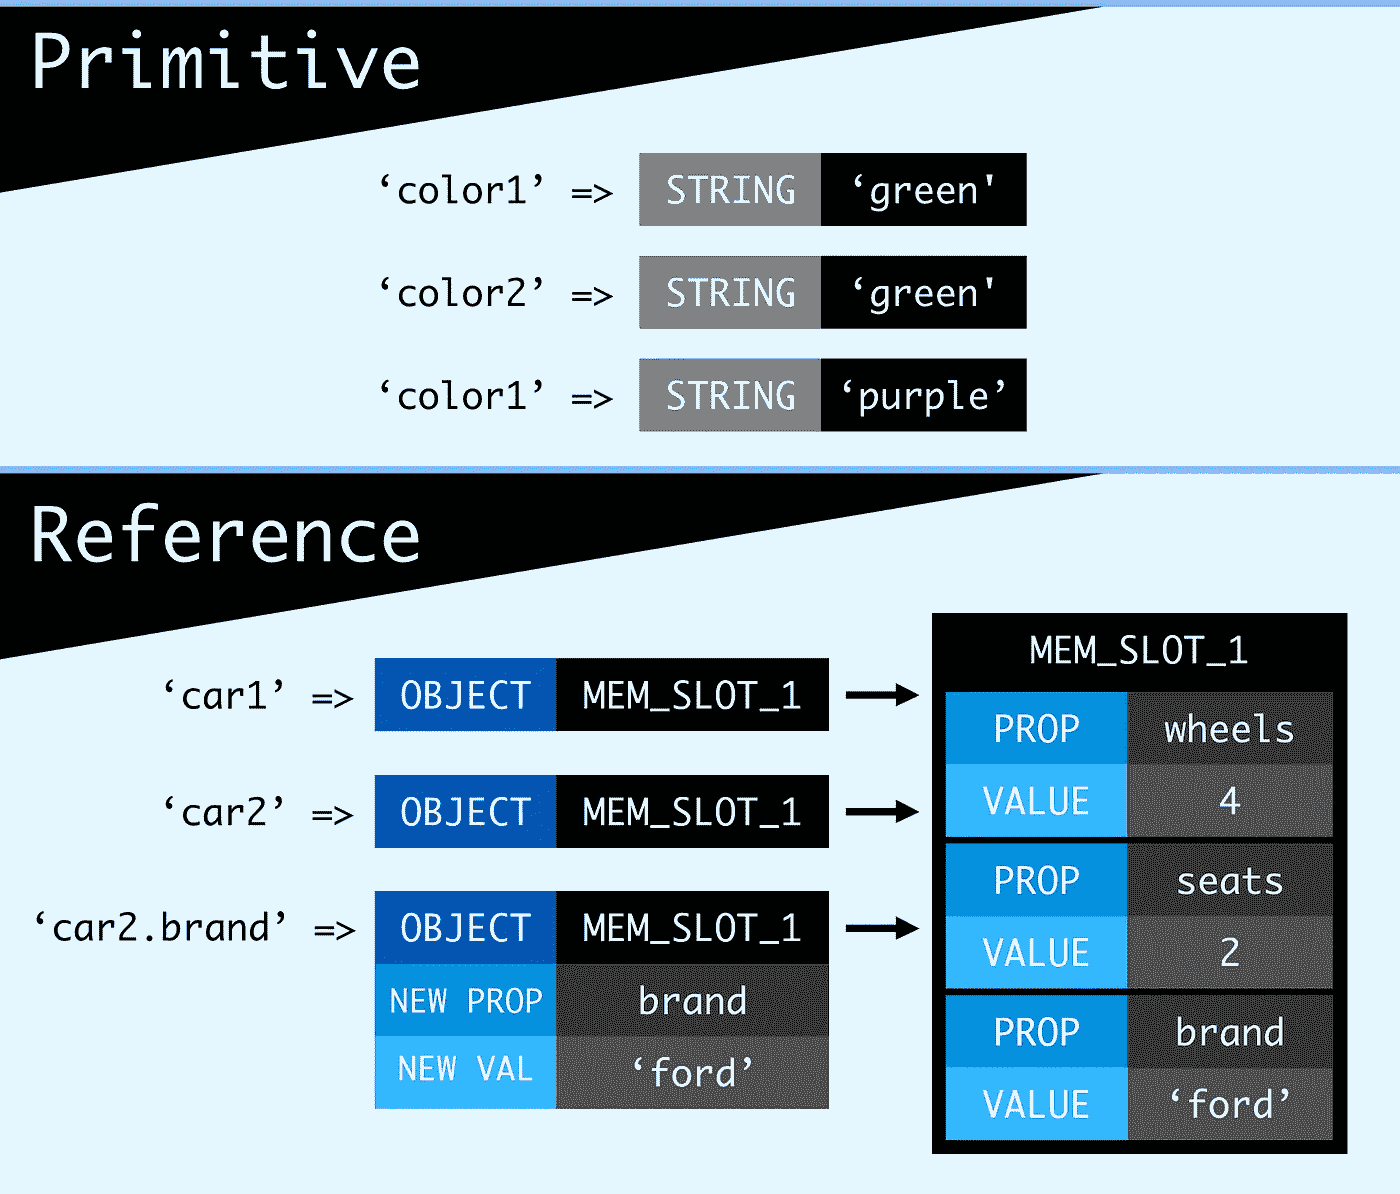 Primitive
‘color1’ => STRING ‘green'
‘color2’ => STRING ‘green'
‘color1’ => STRING ‘purple’
Reference
‘car1’ => OBJECT MEM_SLOT_1
‘car2’ => OBJECT MEM_SLOT_1
‘car2.brand’ => OBJECT MEM_SLOT_1
NEW PROP brand
NEW VAL ‘ford’
MEM_SLOT_1
PROP wheels
VALUE 4
PROP seats
VALUE 2
PROP brand
VALUE ‘ford’